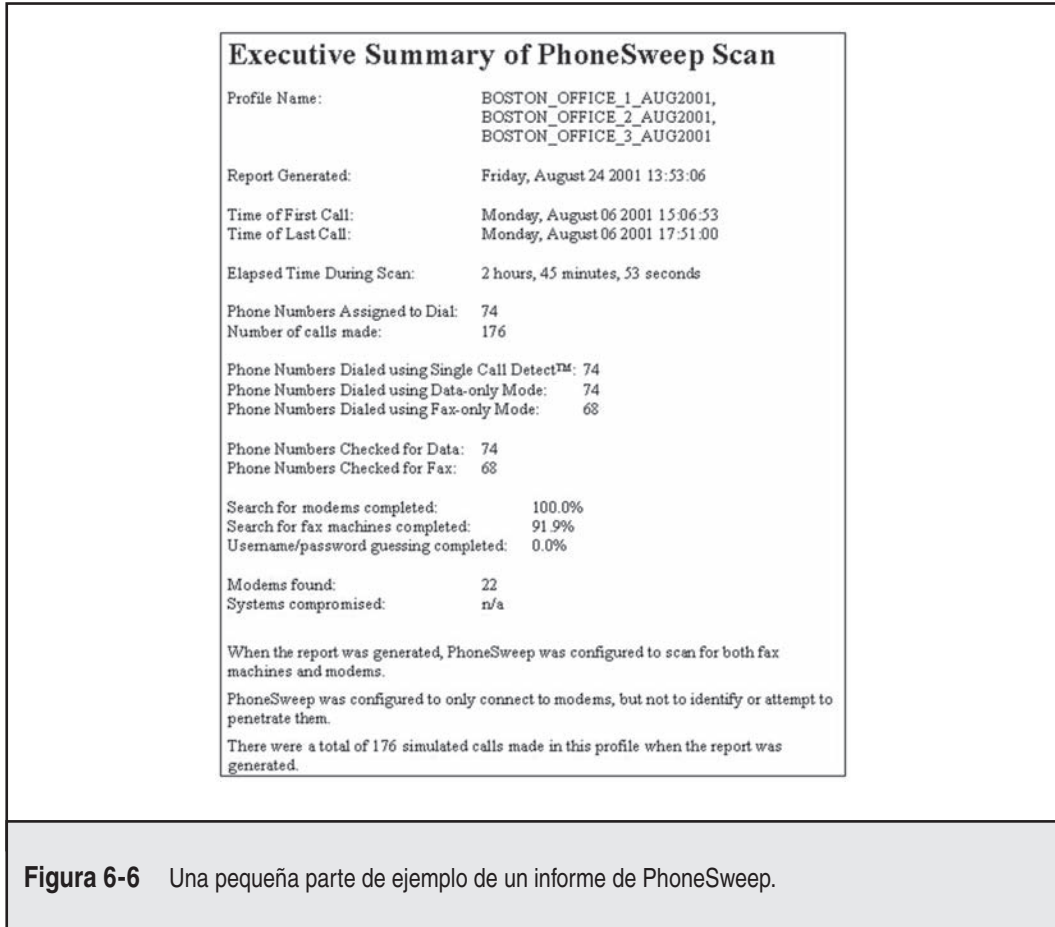 Executive Summary of PhoneSweep Scan
Profile Name: BOSTON_OFFICE_1_AUG2001,
BOSTON_OFFICE_2_AUG2001,
BOSTON_OFFICE_3_AUG2001
Report Generated: Friday, August 24 2001 13:53:06
Time of First Call: Monday, August 06 2001 15:06:53
Time of Last Call: Monday, August 06 2001 17:51:00
Elapsed Time During Scan: 2 hours, 45 minutes, 53 seconds
Phone Numbers Assigned to Dial: 74
Number of calls made: 176
Phone Numbers Dialed using Single Call Detect™: 74
Phone Numbers Dialed using Data-only Mode: 74
Phone Numbers Dialed using Fax-only Mode: 68
Phone Numbers Checked for Data: 74
Phone Numbers Checked for Fax: 68
Search for modems completed: 100.0%
Search for fax machines completed: 91.9%
Username/password guessing completed: 0.0%
Modems found: 22
Systems compromised: n/a
When the report was generated, PhoneSweep was configured to scan for both fax
machines and modems.
PhoneSweep was configured to only connect to modems, but not to identify or attempt to
penetrate them.
There were a total of 176 simulated calls made in this profile when the report was
generated.
Figura 6-6 Una pequeña parte de ejemplo de un informe de PhoneSweep.